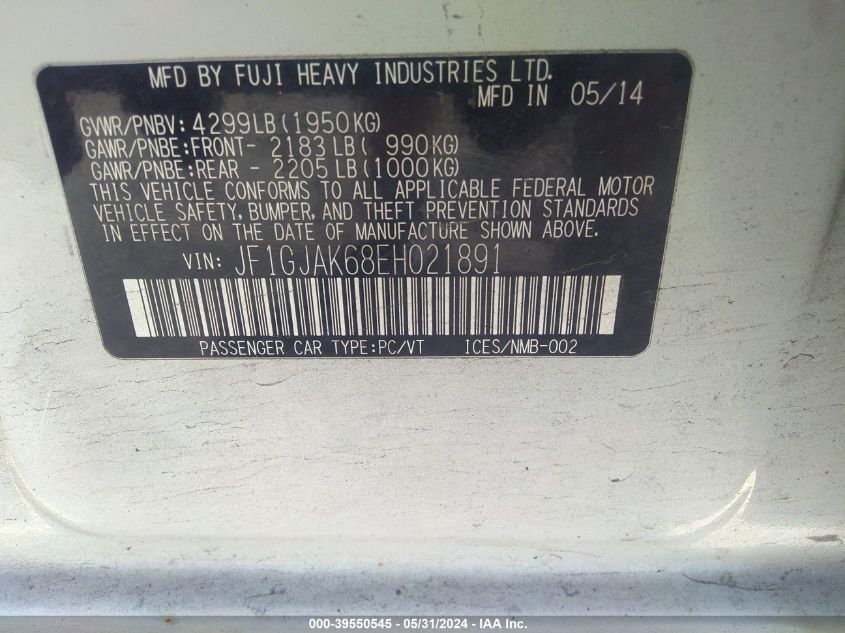 MFD BY FUJI HEAVY INDUSTRIES LTD.
MFD IN 05/14
GVWR/PNBV: 4299LB(1950KG)
GAWR/PNBE:FRONT- 2183 LB( 990KG)
GAWR/PNBE:REAR - 2205 LB(1000KG)
THIS VEHICLE CONFORMS TO ALL APPLICABLE FEDERAL MOTOR
VEHICLE SAFETY, BUMPER, AND THEFT PREVENTION STANDARDS
IN EFFECT ON THE DATE OF MANUFACTURE SHOWN ABOVE.
VIN: JF1GJAK68EH021891
PASSENGER CAR TYPE:PC/VT ICES/NMB-002
000-39550545 - 05/31/2024 - IAA Inc.